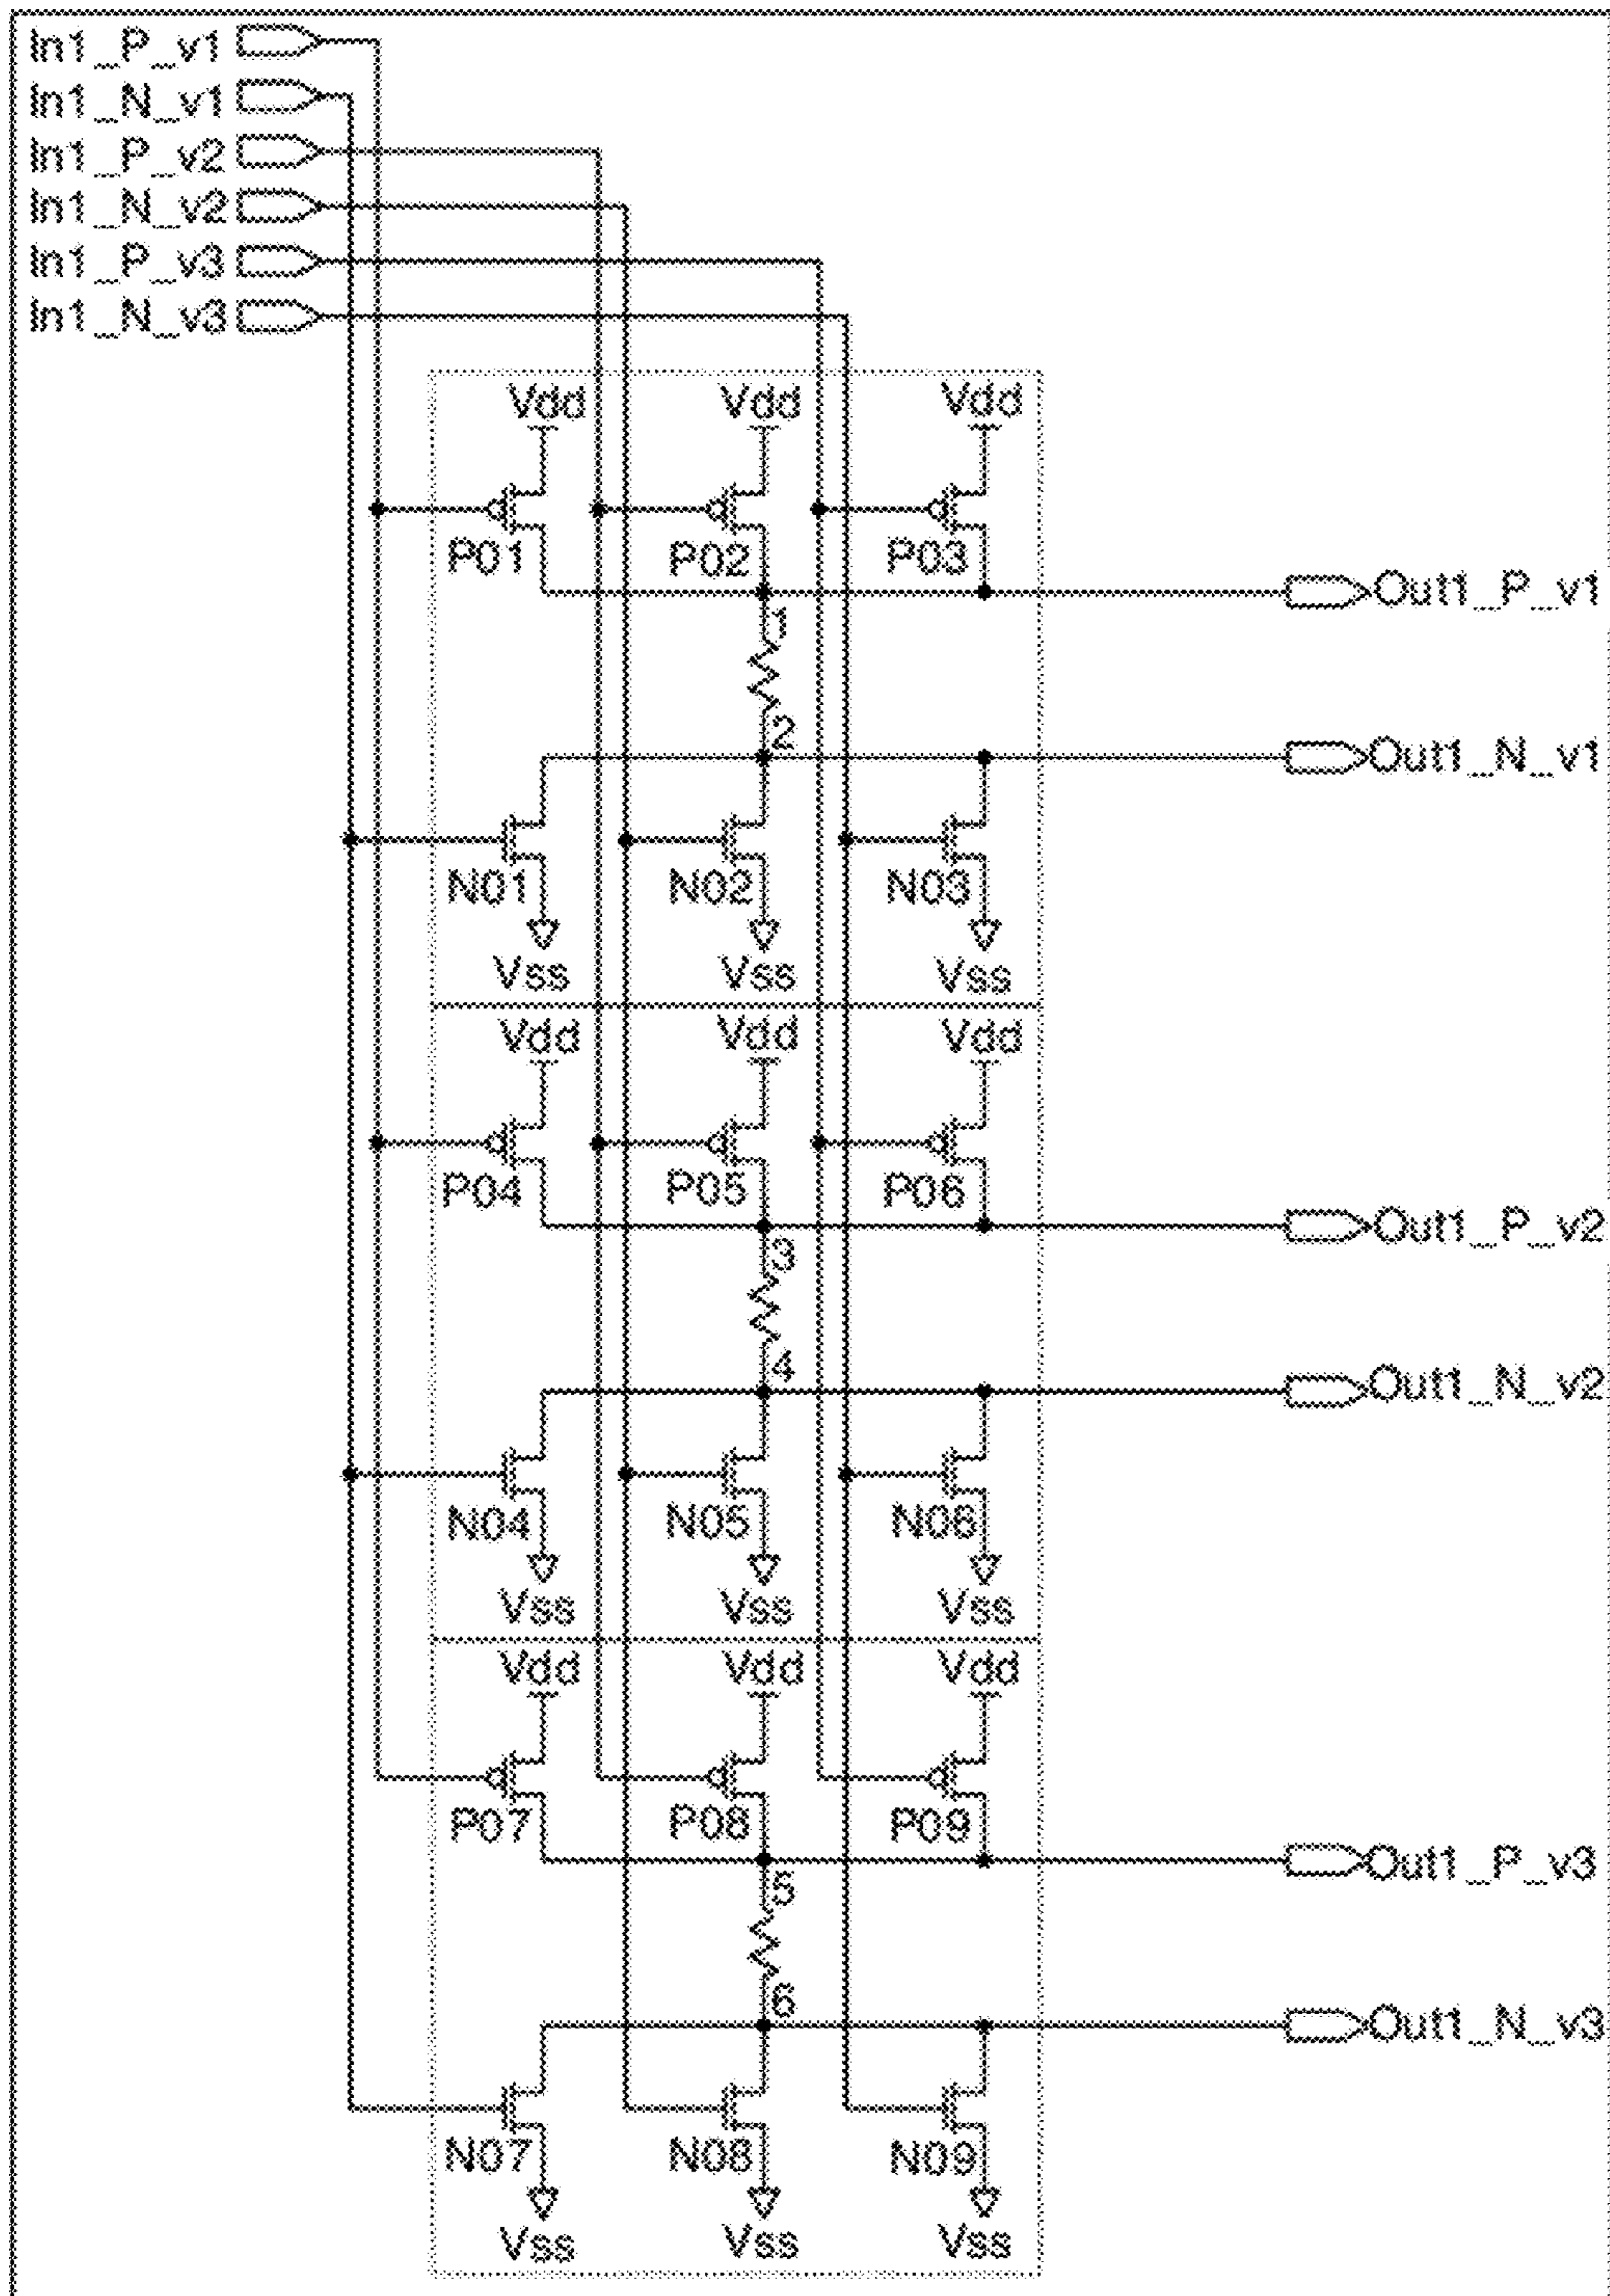 In1_P_v1
In1_N_v1
In1_P_v2
In1_N_v2
In1_P_v3
In1_N_v3
Vdd Vdd Vdd
P01 P02 P03
Out1_P_v1
1
2
Out1_N_v1
N01 N02 N03
Vss Vss Vss
Vdd Vdd Vdd
P04 P05 P06
Out1_P_v2
3
4
Out1_N_v2
N04 N05 N06
Vss Vss Vss
Vdd Vdd Vdd
P07 P08 P09
Out1_P_v3
5
6
Out1_N_v3
N07 N08 N09
Vss Vss Vss